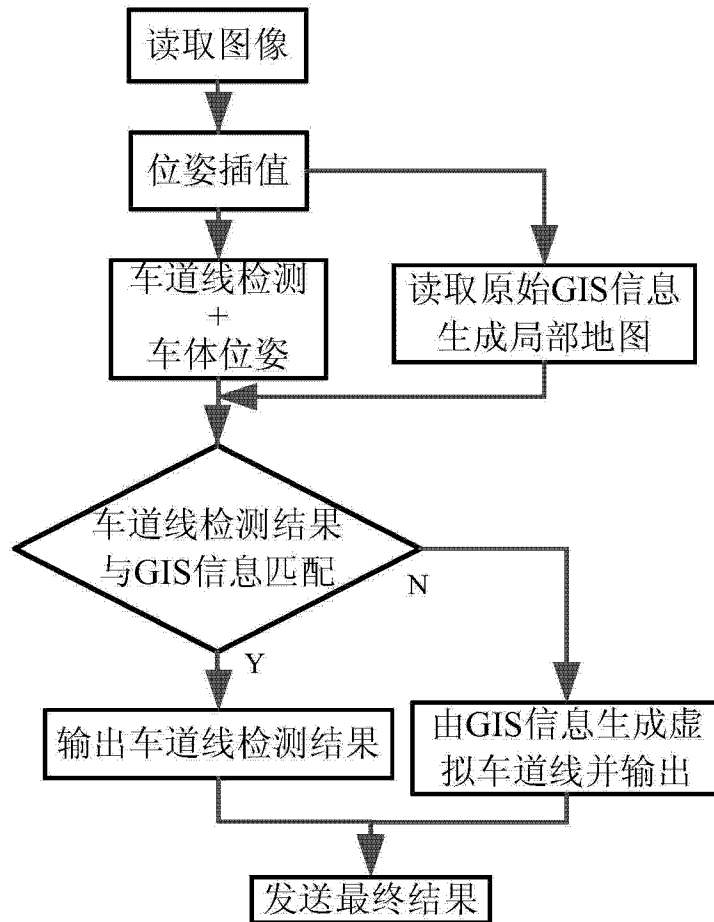 读取图像
位姿插值
车道线检测
+
车体位姿
读取原始GIS信息
生成局部地图
车道线检测结果
与GIS信息匹配
N
Y
输出车道线检测结果
由GIS信息生成虚
拟车道线并输出
发送最终结果